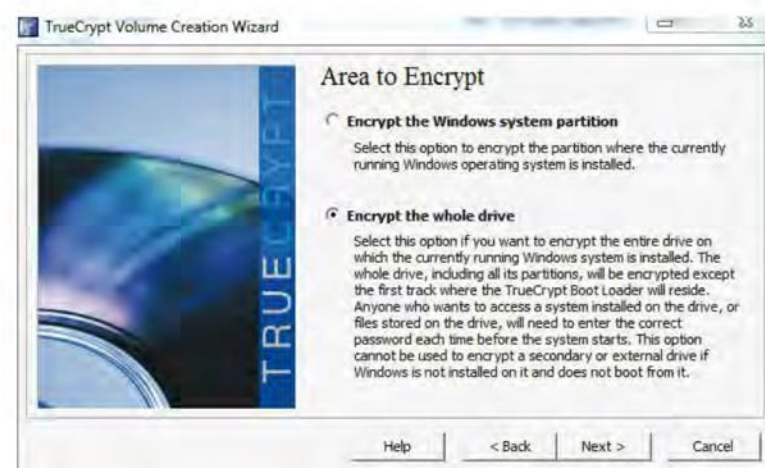 TrueCrypt Volume Creation Wizard
TRUECRYPT
Area to Encrypt
Encrypt the Windows system partition
Select this option to encrypt the partition where the currently
running Windows operating system is installed.
Encrypt the whole drive
Select this option if you want to encrypt the entire drive on
which the currently running Windows system is installed. The
whole drive, including all its partitions, will be encrypted except
the first track where the TrueCrypt Boot Loader will reside.
Anyone who wants to access a system installed on the drive, or
files stored on the drive, will need to enter the correct
password each time before the system starts. This option
cannot be used to encrypt a secondary or external drive if
Windows is not installed on it and does not boot from it.
Help < Back Next > Cancel